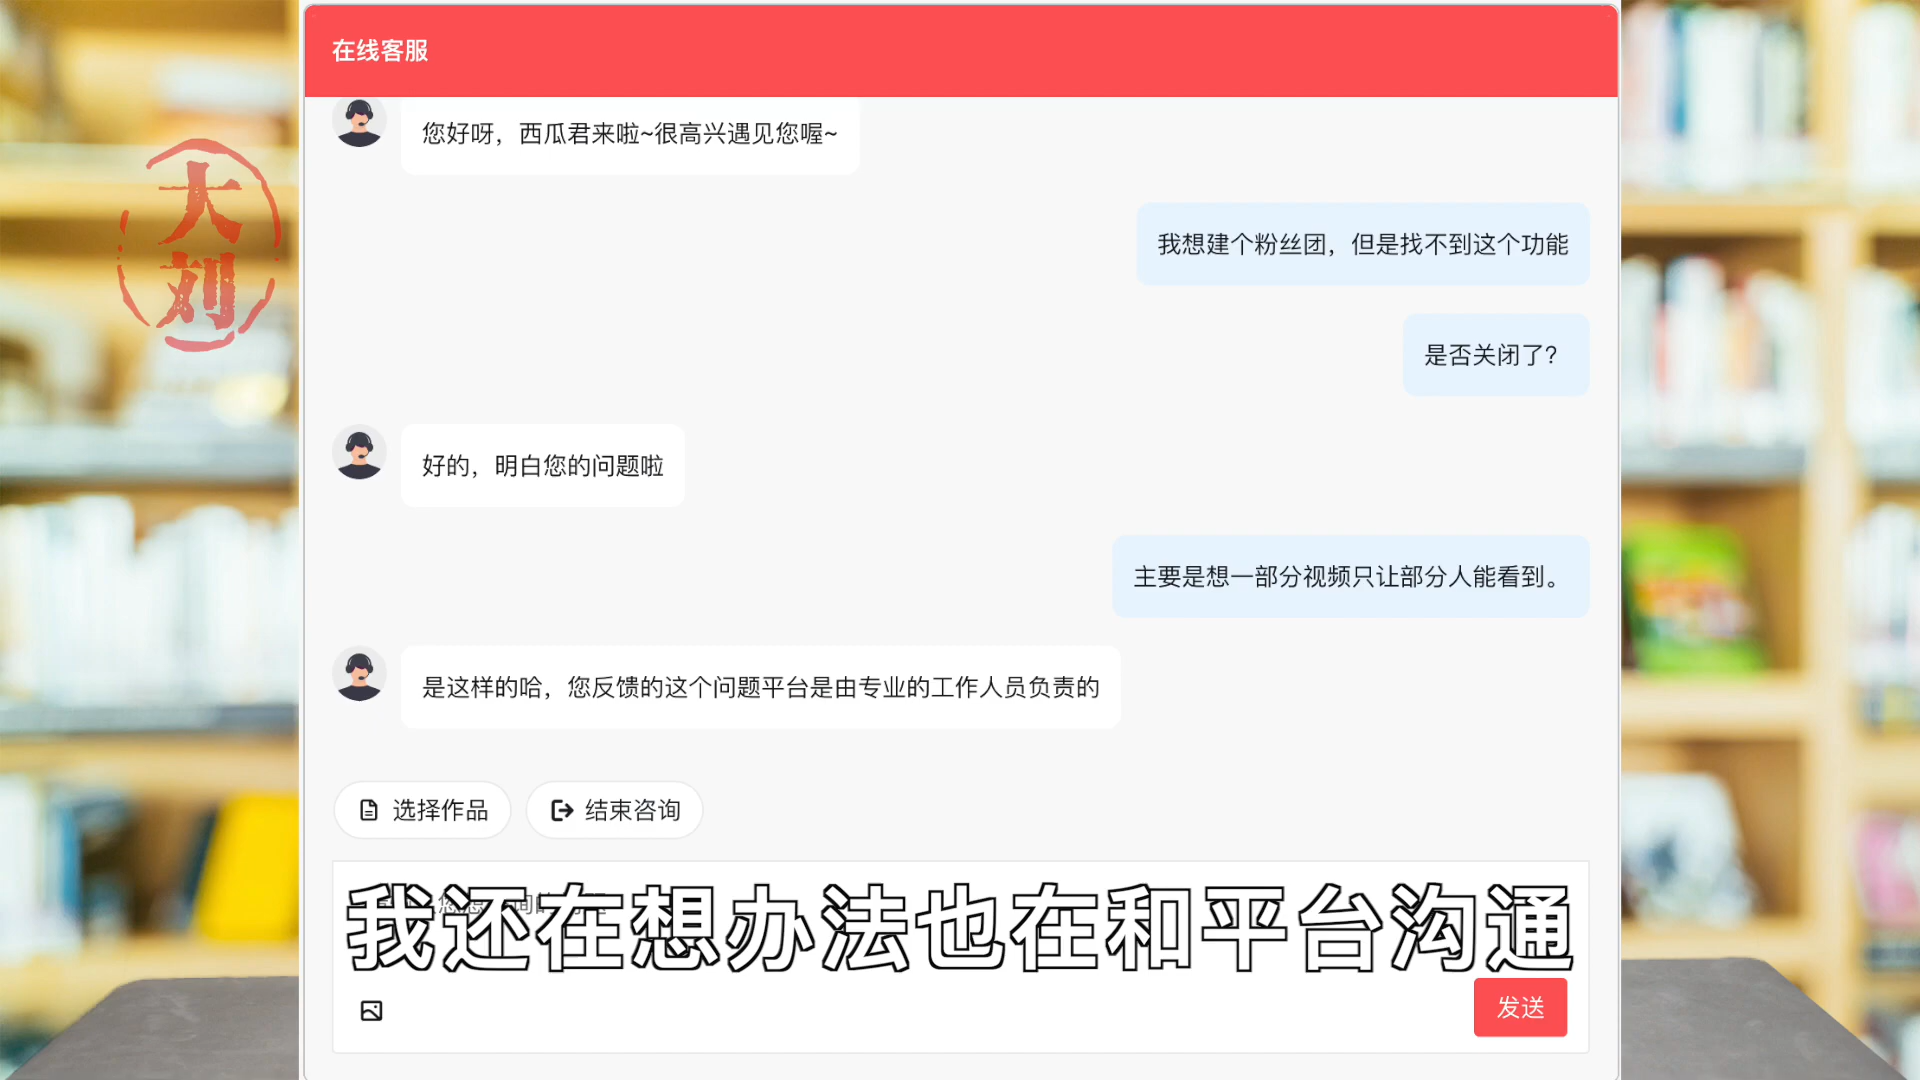 在线客服
大刘
您好呀，西瓜君来啦~很高兴遇见您喔~
我想建个粉丝团，但是找不到这个功能
是否关闭了？
好的，明白您的问题啦
主要是想一部分视频只让部分人能看到。
是这样的哈，您反馈的这个问题平台是由专业的工作人员负责的
选择作品
结束咨询
我还在想办法也在和平台沟通
发送